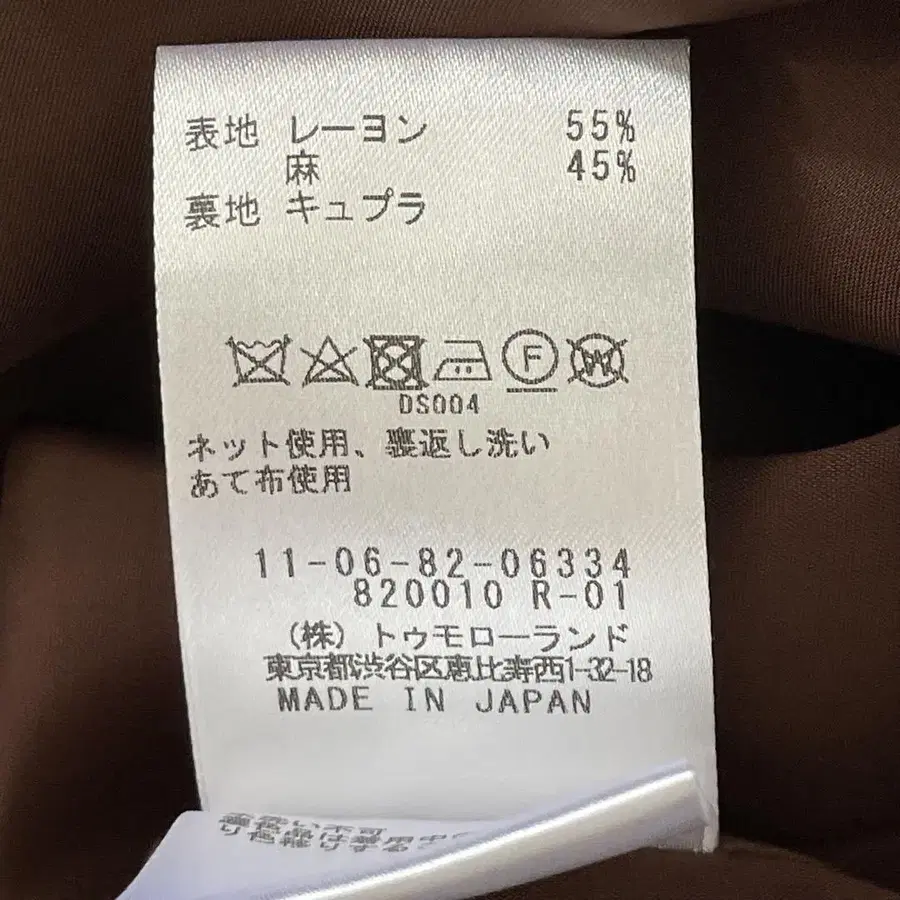 表地 レーヨン 55%
麻 45%
裏地 キュプラ
F W
DS004
ネット使用、裏返し洗い
あて布使用
11-06-82-06334
820010 R-01
(株)トゥモローランド
東京都渋谷区恵比寿西1-32-18
MADE IN JAPAN